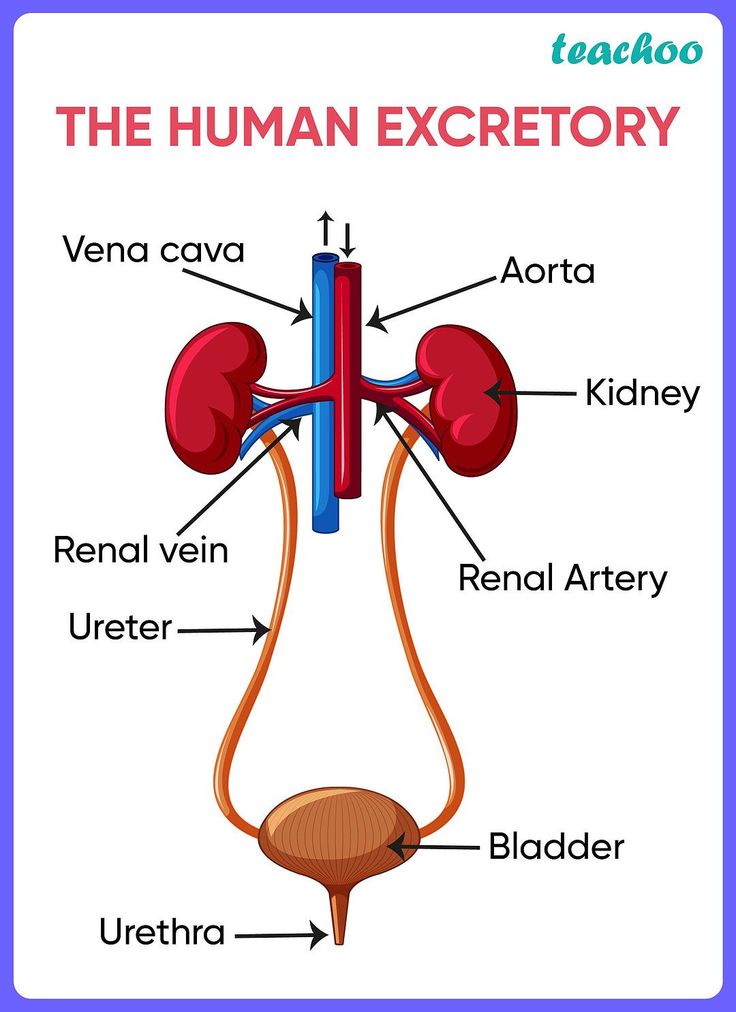 teachoo
THE HUMAN EXCRETORY
Vena cava
Aorta
Kidney
Renal vein
Renal Artery
Ureter
Bladder
Urethra